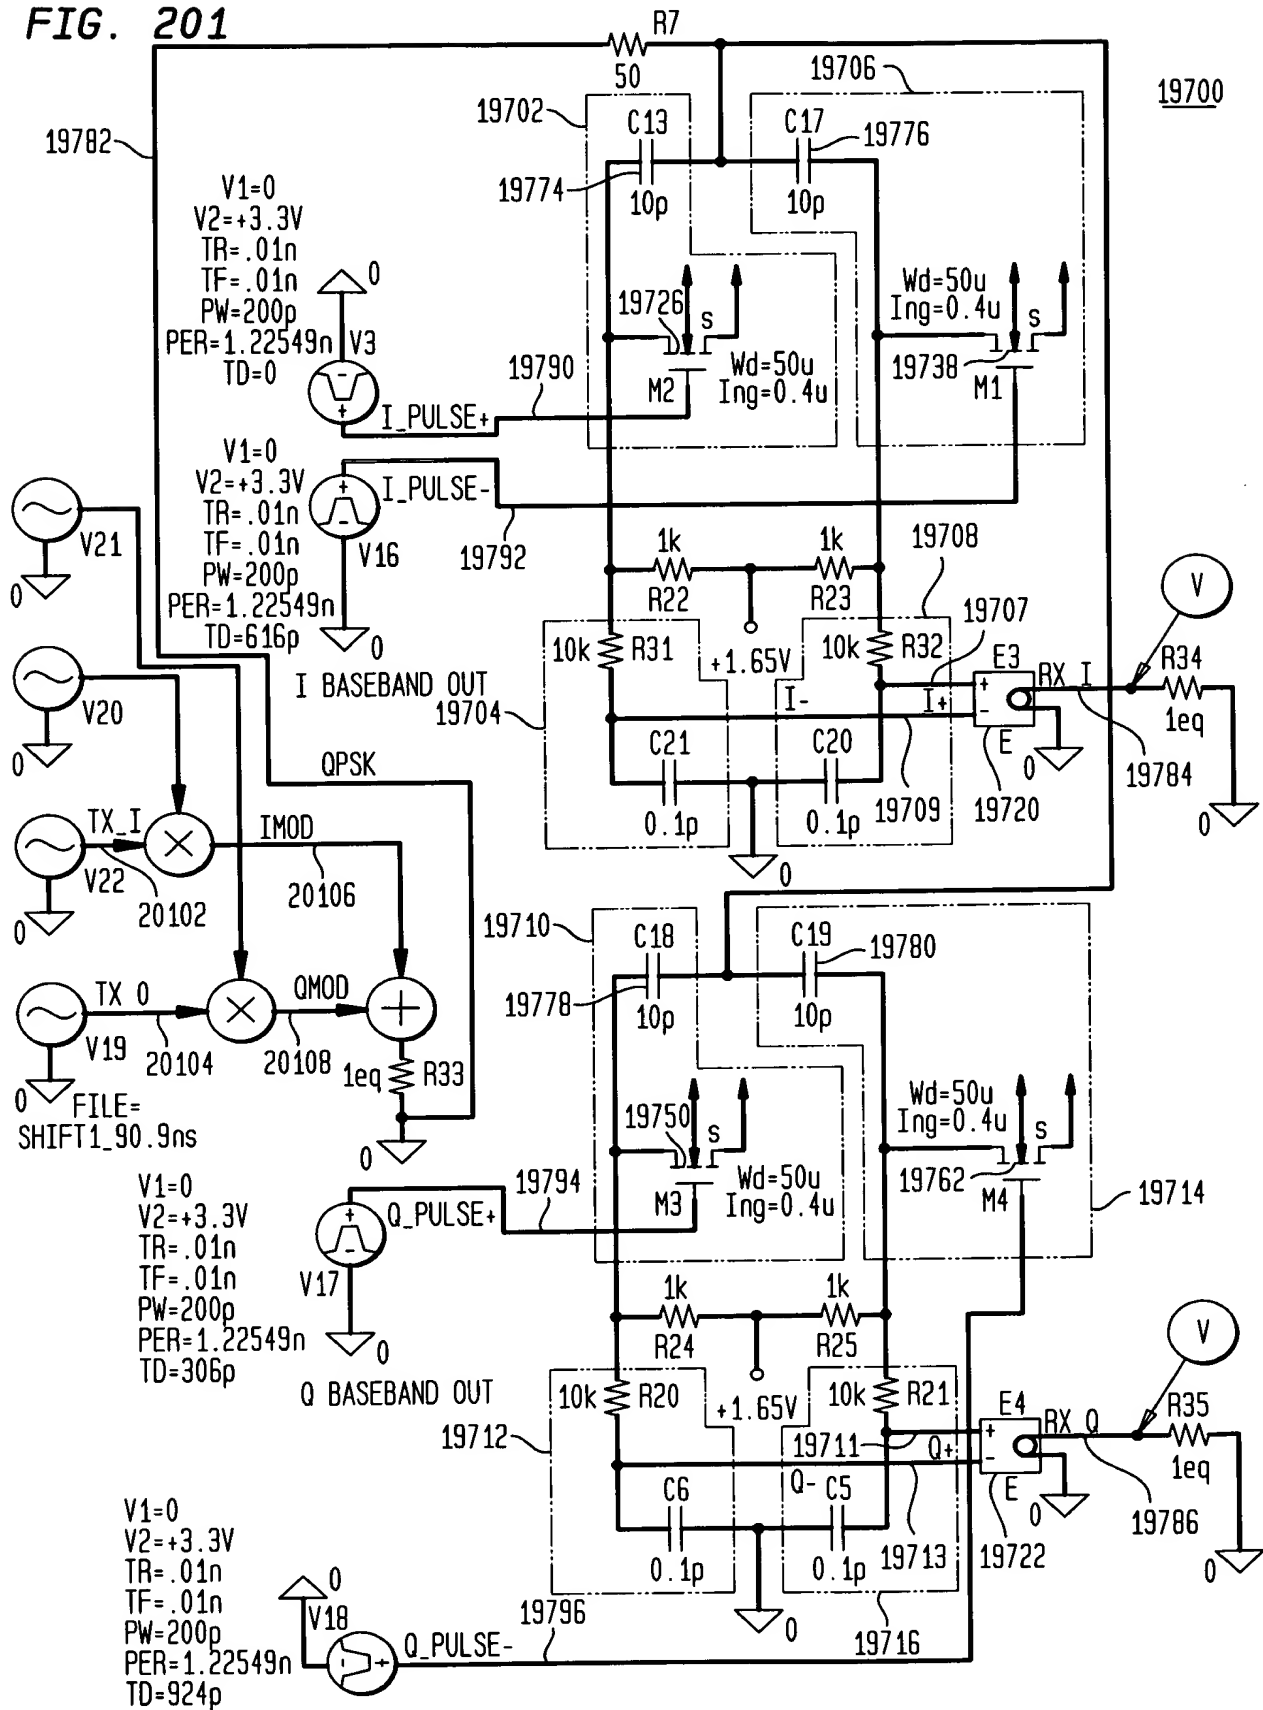 FIG. 201
R7
50
19706
19700
19702
C13
C17
19776
19782
19774
10p
10p
V1=0
V2=+3.3V
TR=.01n
TF=.01n
PW=200p
PER=1.22549n
TD=0
0
V3
19726
S
Wd=50u
lng=0.4u
S
19738
M1
19790
M2
Wd=50u
lng=0.4u
I_PULSE+
V1=0
V2=+3.3V
TR=.01n
TF=.01n
PW=200p
PER=1.22549n
TD=616p
I_PULSE-
V16
0
19792
V21
0
1k
R22
1k
R23
19708
V
10k
R31
+1.65V
10k
R32
19707
E3
RX_I
R34
1eq
I BASEBAND OUT
19704
I-
I+
E
0
19784
V20
0
QPSK
C21
0.1p
C20
0.1p
19709
19720
0
0
TX_I
V22
0
20102
IMOD
20106
19710
C18
C19
19780
19778
10p
10p
TX 0
V19
0
20104
QMOD
20108
1eq
R33
0
FILE=
SHIFT1_90.9ns
19750
S
Wd=50u
lng=0.4u
S
19762
M4
19714
V1=0
V2=+3.3V
TR=.01n
TF=.01n
PW=200p
PER=1.22549n
TD=306p
Q_PULSE+
19794
M3
Wd=50u
lng=0.4u
V17
0
1k
R24
1k
R25
V
Q BASEBAND OUT
10k
R20
+1.65V
10k
R21
E4
RX_Q
R35
1eq
19712
19711
Q+
Q-
E
0
19786
C6
0.1p
C5
0.1p
19713
19722
0
0
V1=0
V2=+3.3V
TR=.01n
TF=.01n
PW=200p
PER=1.22549n
TD=924p
0
V18
Q_PULSE-
19796
19716